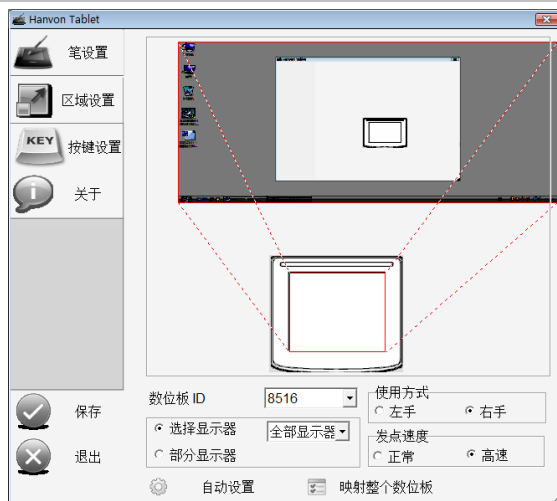 Hanvon Tablet
笔设置
区域设置
KEY
按键设置
关于
数位板 ID
8516
使用方式
左手
右手
选择显示器
全部显示器
部分显示器
发点速度
正常
高速
保存
退出
自动设置
映射整个数位板